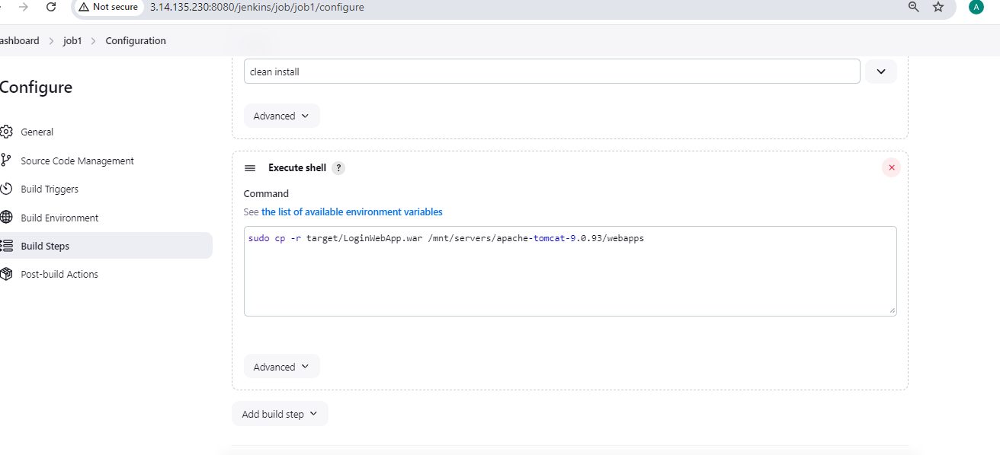 Not secure 3.14.135.230:8080/jenkins/job/job1/configure A
ashboard > job1 > Configuration
Configure
General
Source Code Management
Build Triggers
Build Environment
Build Steps
Post-build Actions
clean install
Advanced
Execute shell ?
Command
See the list of available environment variables
sudo cp -r target/LoginWebApp.war /mnt/servers/apache-tomcat-9.0.93/webapps
Advanced
Add build step